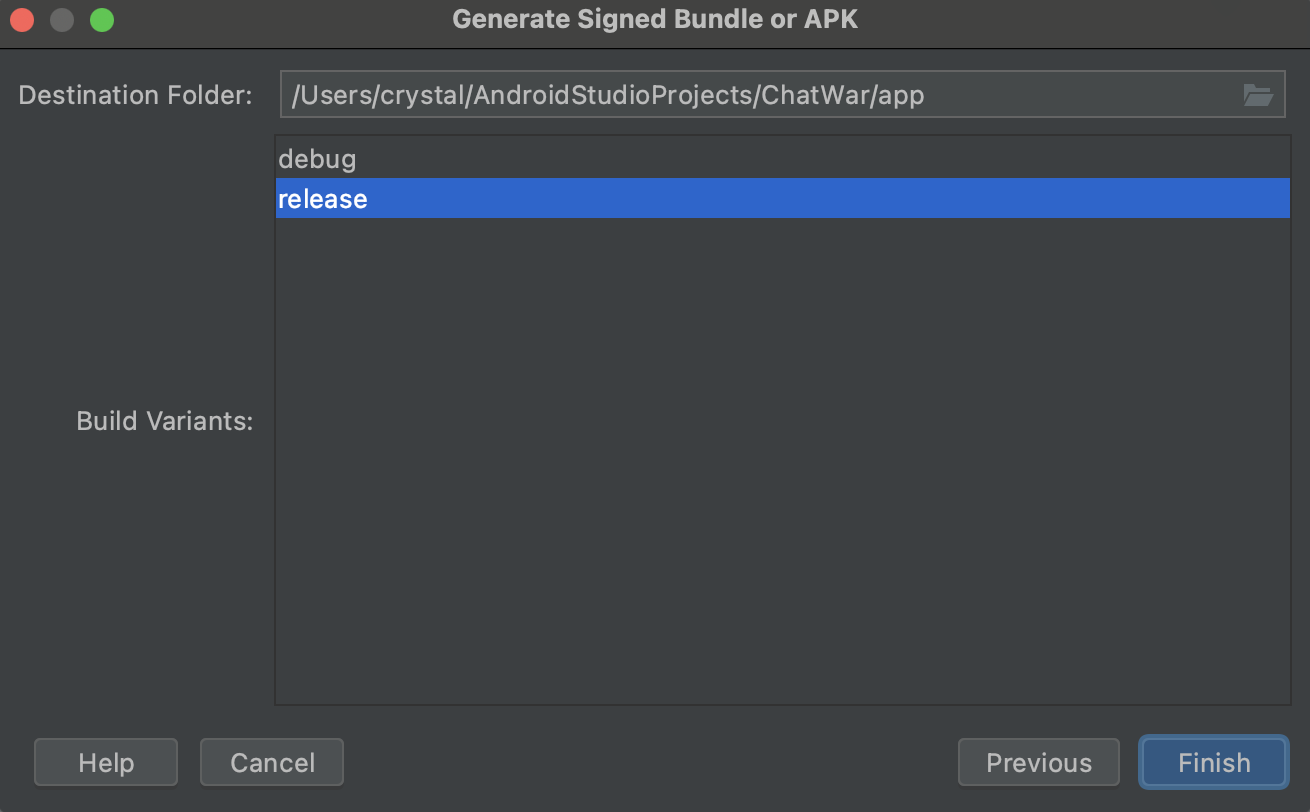 Generate Signed Bundle or APK
Destination Folder: /Users/crystal/AndroidStudioProjects/ChatWar/app
debug
release
Build Variants:
Help Cancel Previous Finish